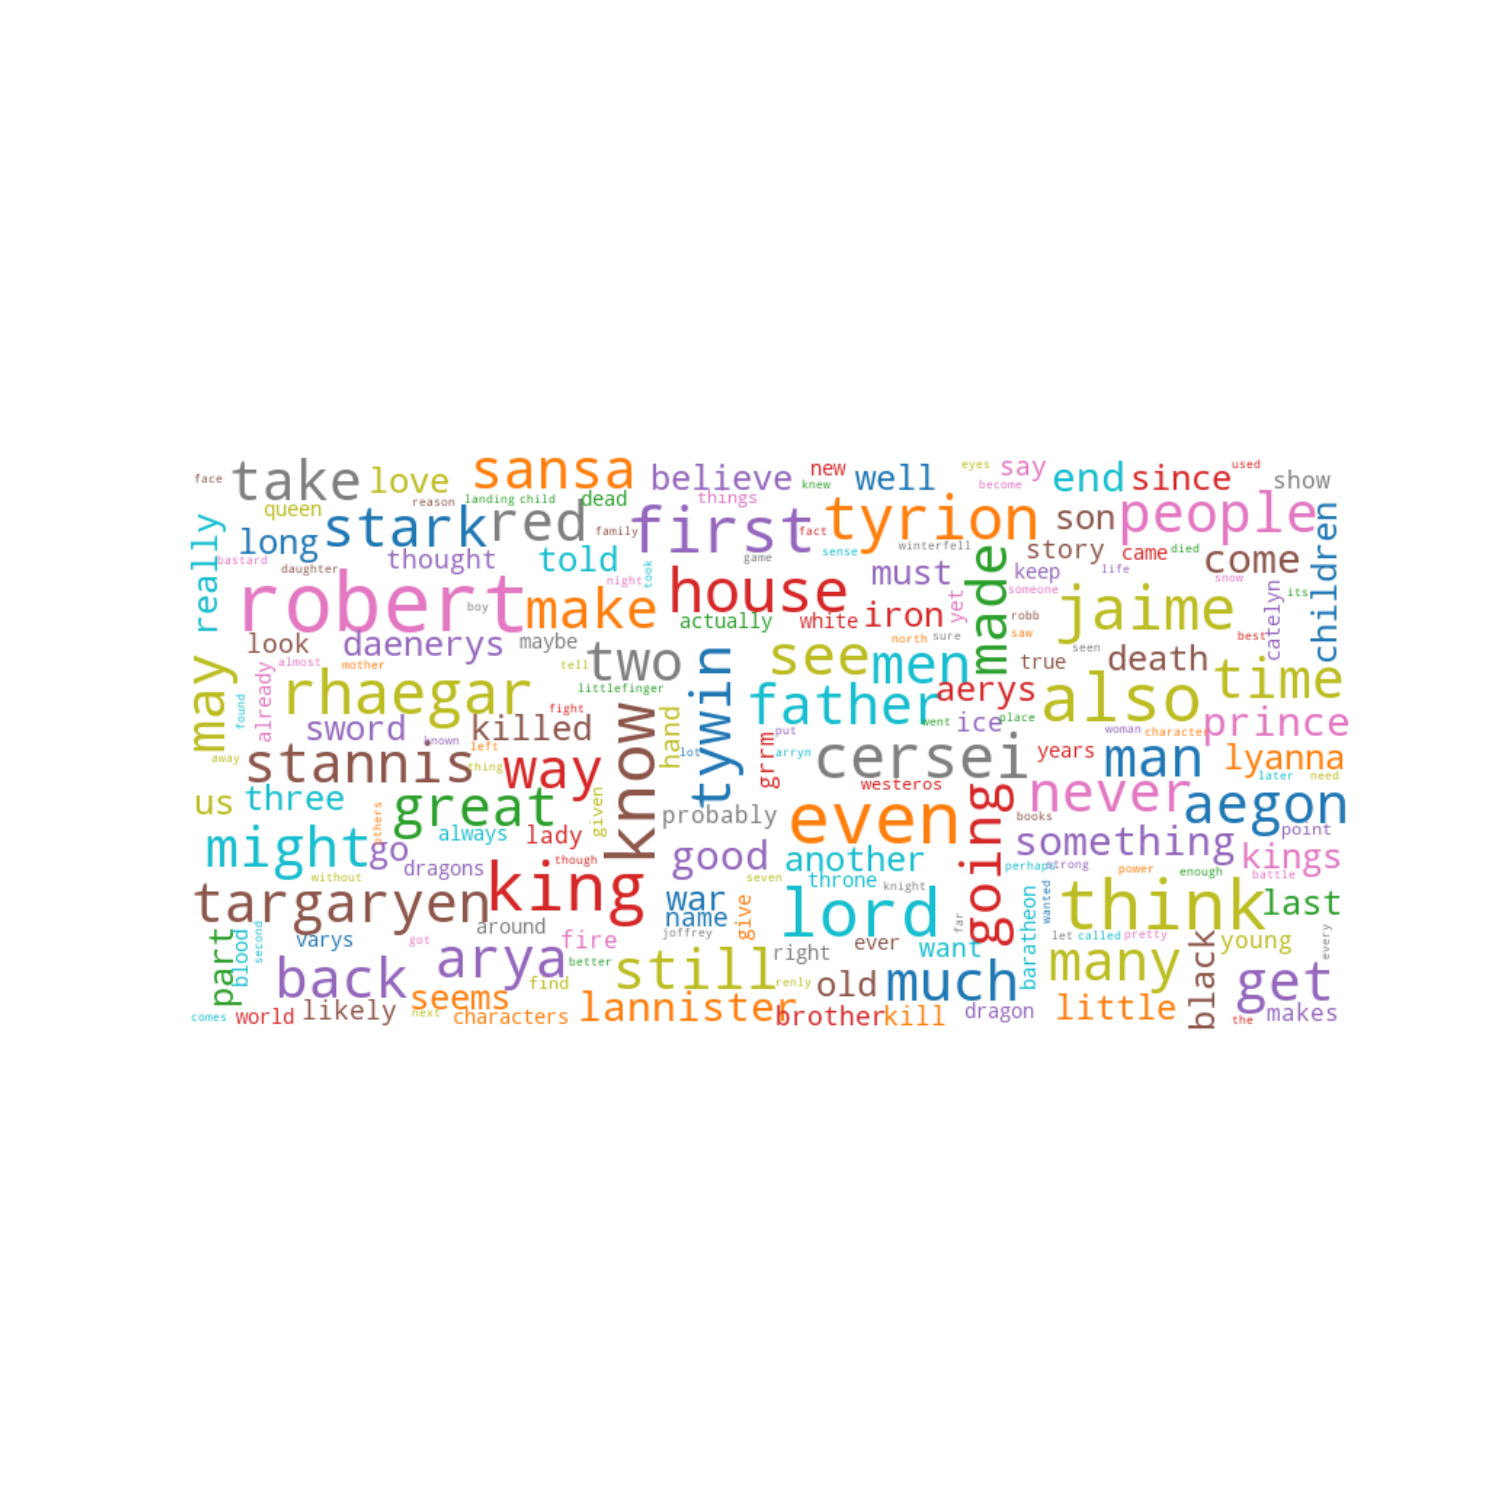 face take love sansa believe new well eyes say end since used show
queen reason landing child dead things knew become
really long stark red family first fact tyrion son people children
bastard daughter thought told took game sense winterfell story came died come
robert boy make night house must made keep life someone snow jaime its
actually white iron yet robb best catelyn
look daenerys maybe two tell see men north sure saw seen true death time
may already almost mother rhaegar littlefinger tywin father aerys also
found sword known killed fight hand went ice place prince
away stannis left thing way know lot grrm put arryn cersei years woman character man lyanna
us three great given westeros never later need aegon
might others always lady probably even going books something point
go dragons though good another perhaps strong kings
without targaryen king seven throne knight lord power enough battle think last
war name give baratheon wanted
part blood second varys around got fire joffrey right ever want far let called pretty black young every
back arya better still renly old much many get
comes world likely seems next characters find lannister brother kill dragon little the makes